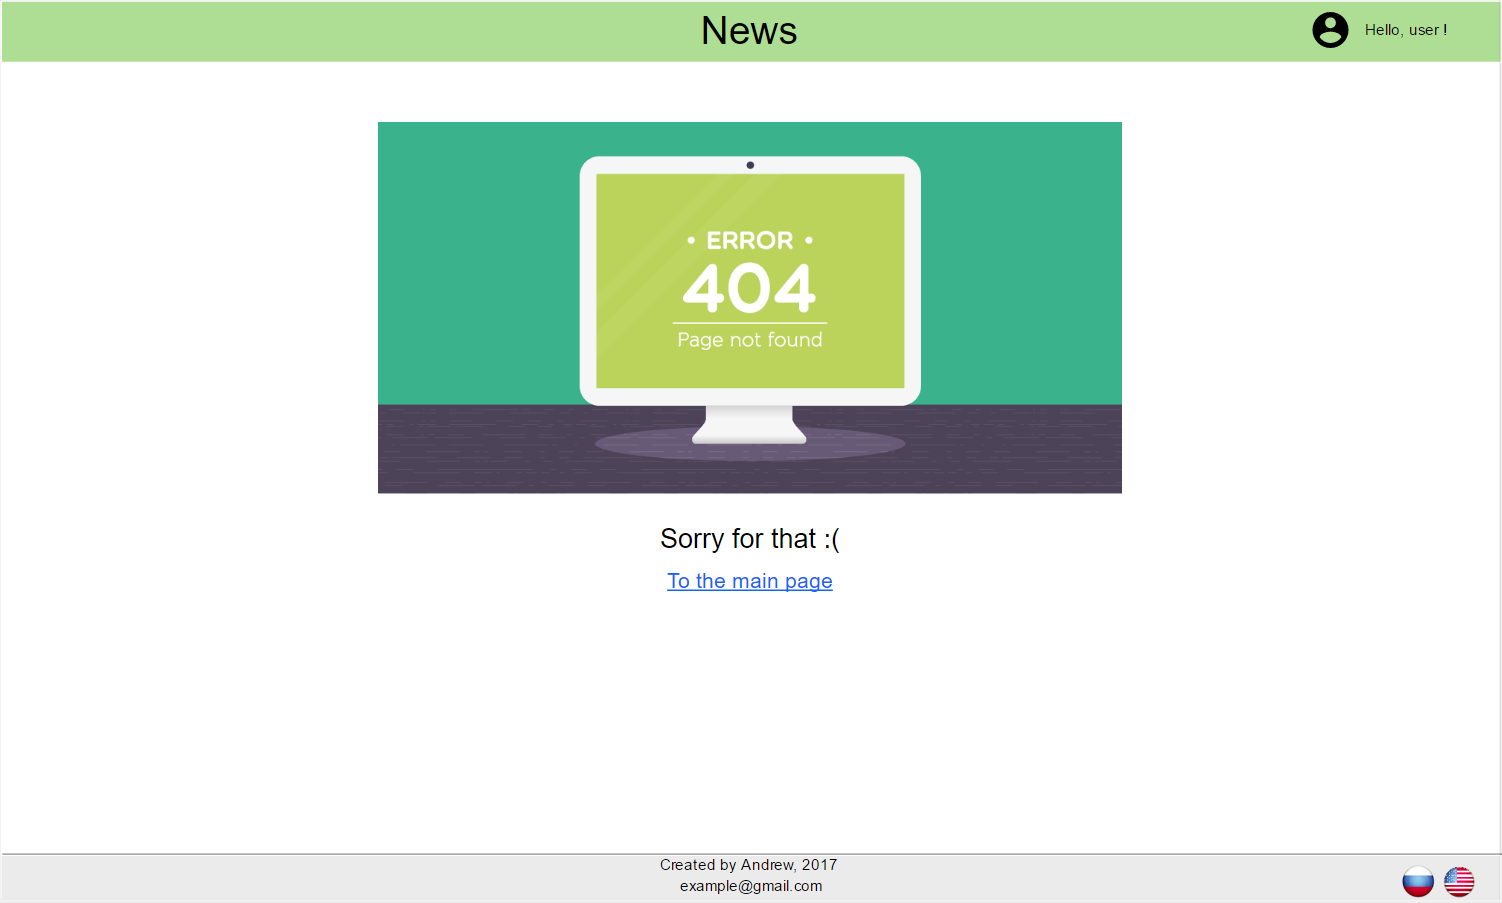 News
Hello, user !
• ERROR •
404
Page not found
Sorry for that :(
To the main page
Created by Andrew, 2017
example@gmail.com